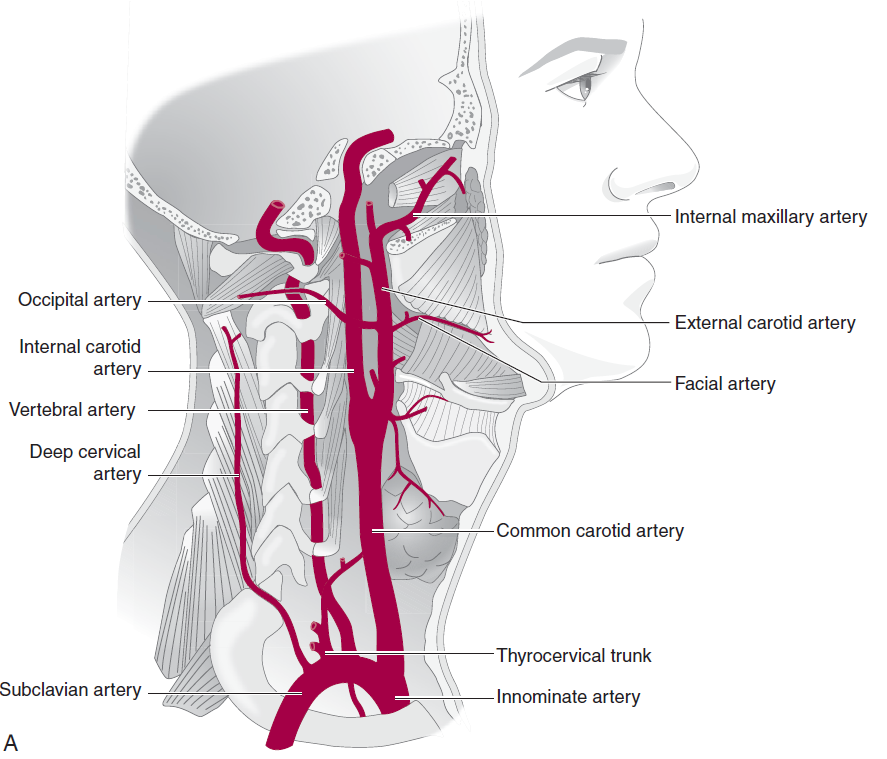 Internal maxillary artery
Occipital artery
External carotid artery
Internal carotid
artery
Facial artery
Vertebral artery
Deep cervical
artery
Common carotid artery
Thyrocervical trunk
Subclavian artery
Innominate artery
A